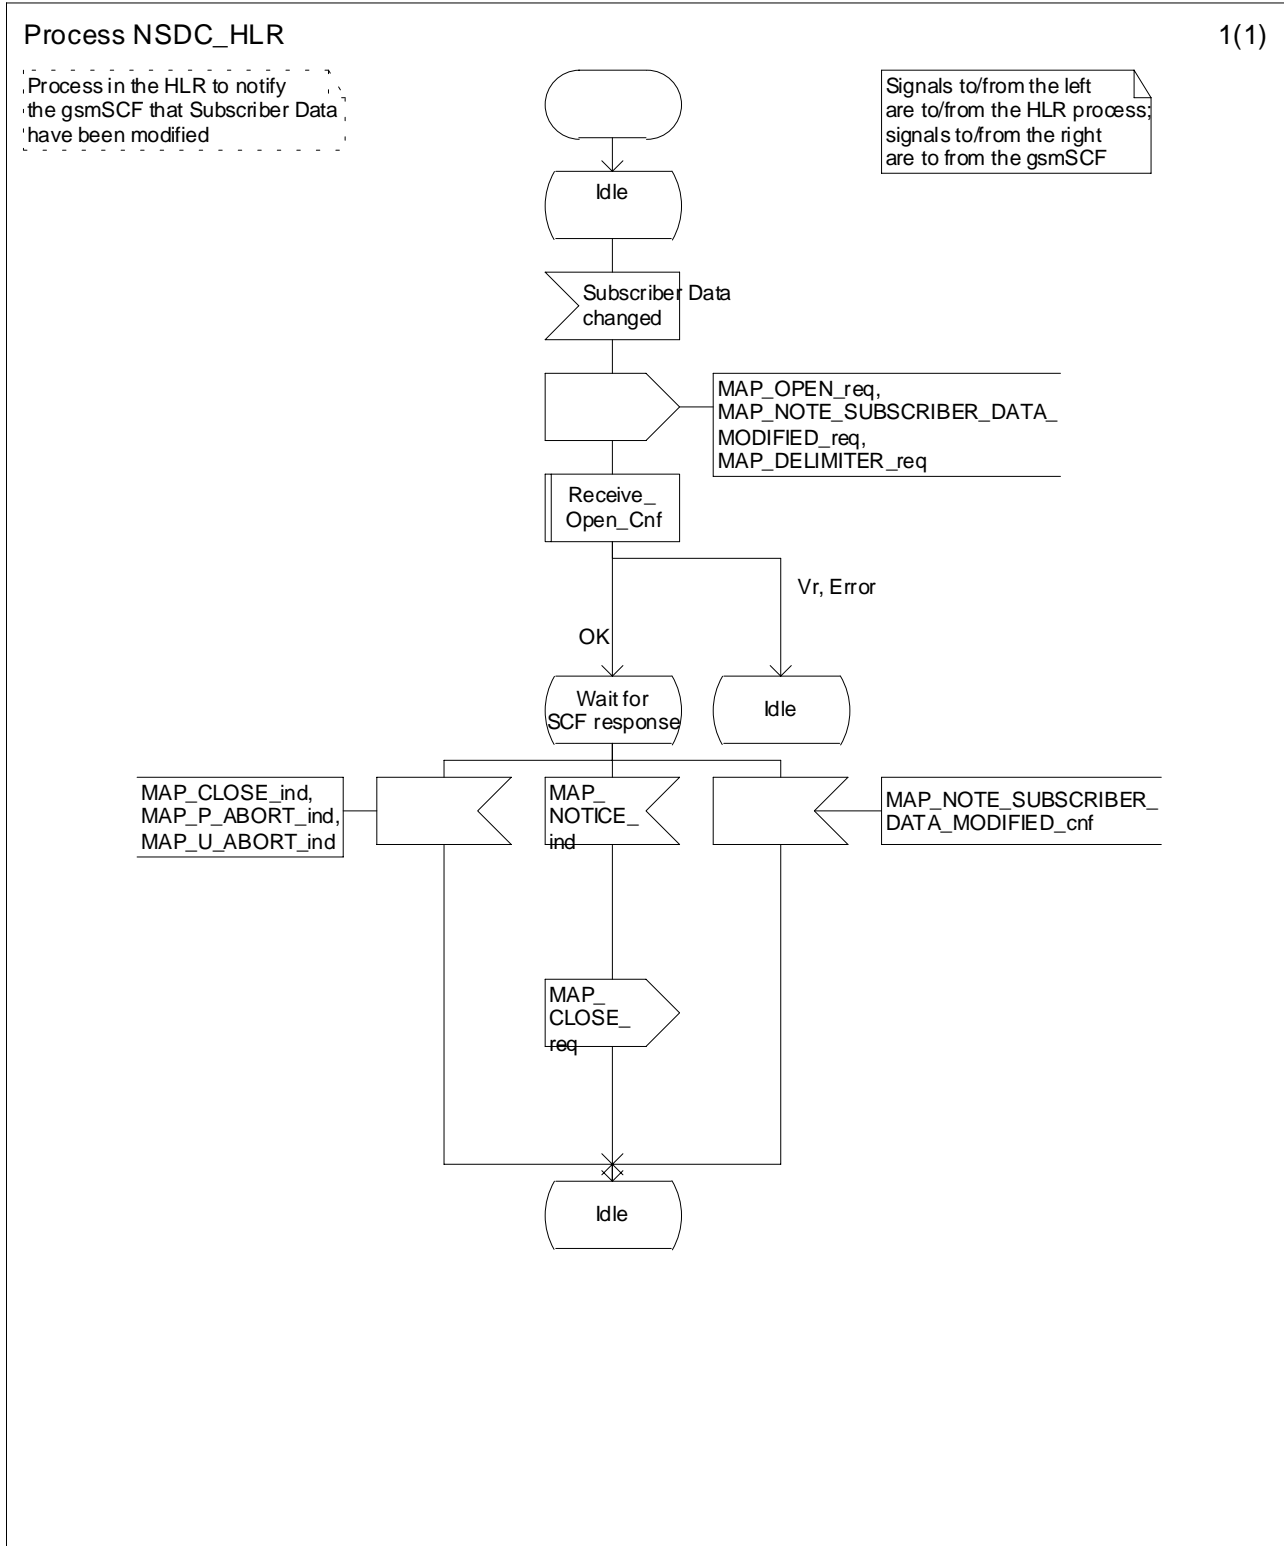 Process NSDC_HLR
1(1)
Process in the HLR to notify
the gsmSCF that Subscriber Data
have been modified
Signals to/from the left
are to/from the HLR process;
signals to/from the right
are to from the gsmSCF
Idle
Subscriber Data
changed
MAP_OPEN_req,
MAP_NOTE_SUBSCRIBER_DATA_
MODIFIED_req,
MAP_DELIMITER_req
Receive_
Open_Cnf
Vr, Error
OK
Wait for
SCF response
Idle
MAP_CLOSE_ind,
MAP_P_ABORT_ind,
MAP_U_ABORT_ind
MAP_
NOTICE_
ind
MAP_NOTE_SUBSCRIBER_
DATA_MODIFIED_cnf
MAP_
CLOSE_
req
Idle